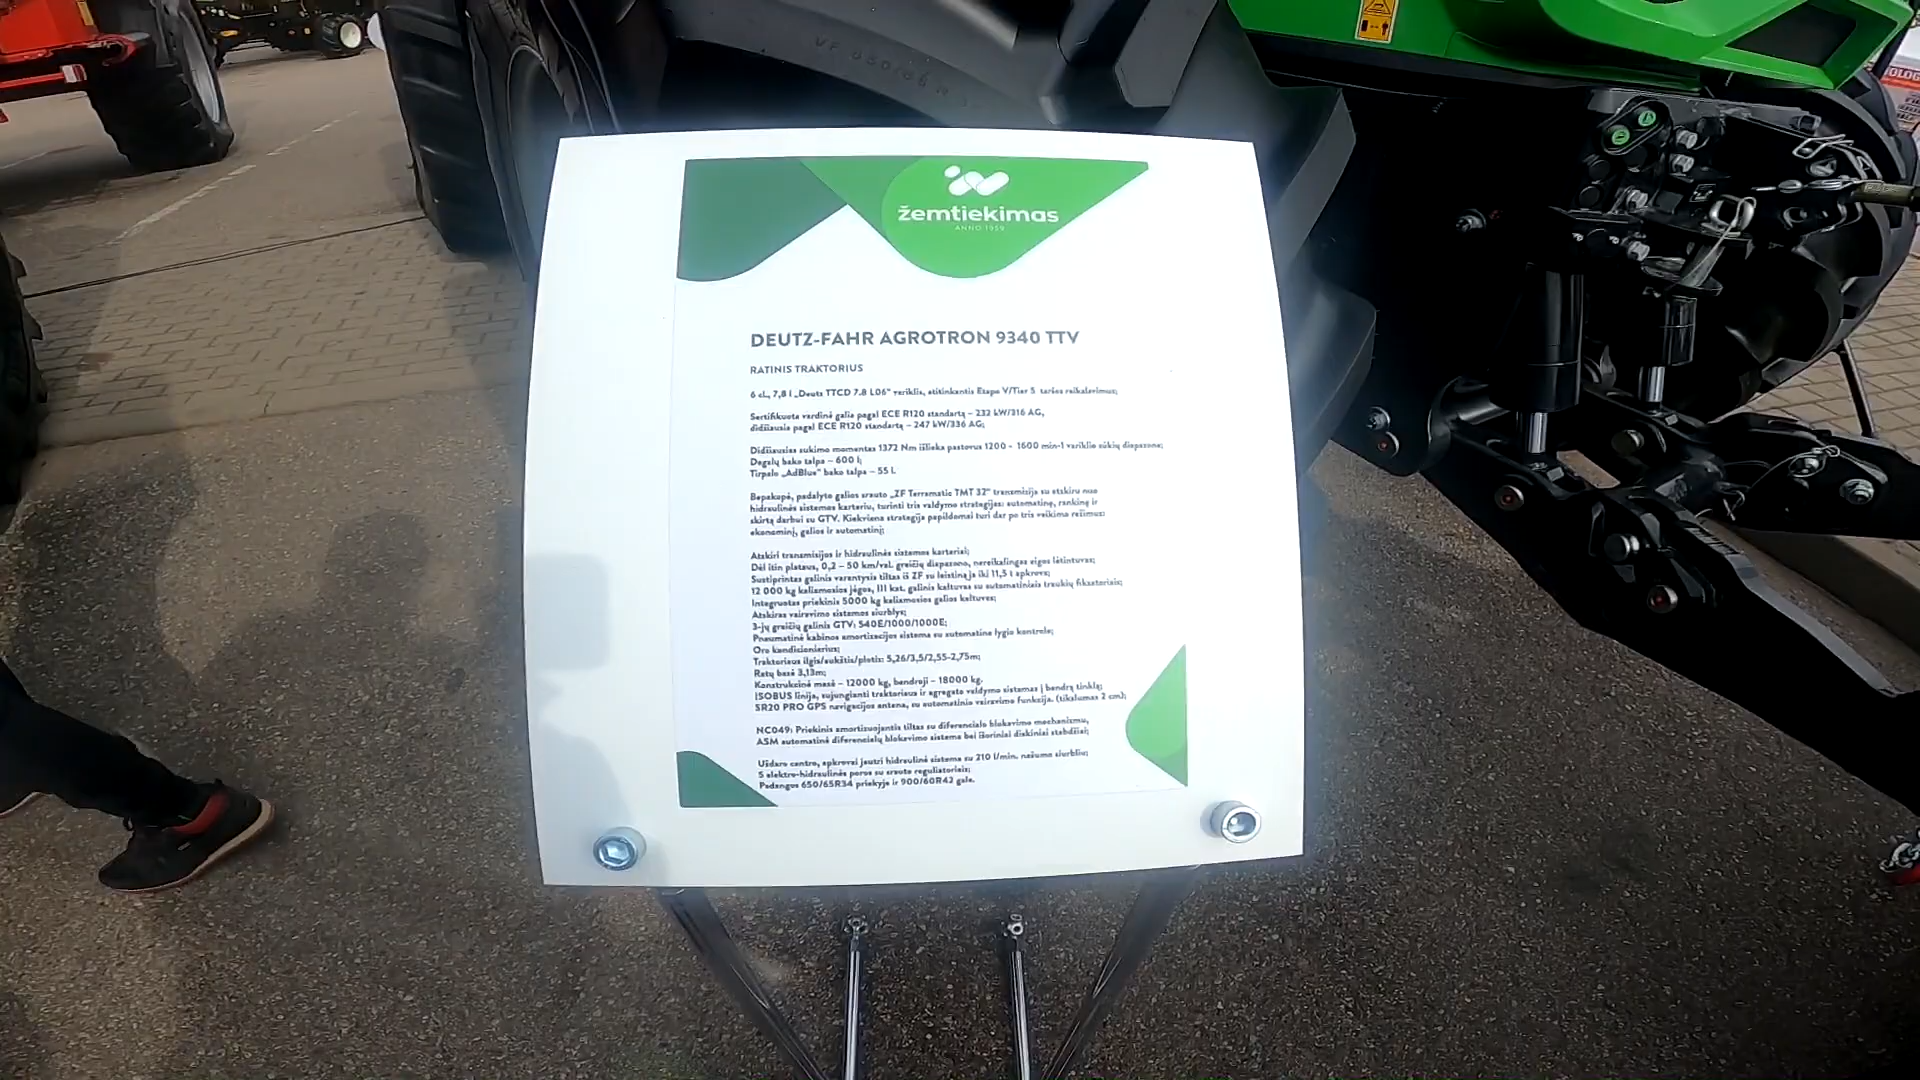 VF
žemtiekimas
ANNO 1959
DEUTZ-FAHR AGROTRON 9340 TTV
RATINIS TRAKTORIUS
6 cl., 7,8 l „Deutz TTCD 7.8 L06“ variklis, atitinkantis Etapo V/Tier 5 taršos reikalavimus;
Sertifikuota vardinė galia pagal ECE R120 standartą – 232 kW/316 AG,
didžiausia pagal ECE R120 standartą – 247 kW/336 AG;
Didžiausias sukimo momentas 1372 Nm išlieka pastovus 1200 – 1600 min-1 variklio sūkių diapazone;
Degalų bako talpa – 600 l;
Tirpalo „AdBlue“ bako talpa – 55 l.
Bepakopė, padalyto galios srauto „ZF Terramatic TMT 32“ transmisija su atskiru nuo
hidraulinės sistemos karteriu, turinti tris valdymo strategijas: automatinę, rankinę ir
skirtą darbui su GTV. Kiekviena strategija papildomai turi dar po tris veikimo režimus:
ekonominį, galios ir automatinį;
Atskiri transmisijos ir hidraulinės sistemos karteriai;
Dėl itin plataus, 0,2 – 50 km/val. greičių diapazono, nereikalingas eigos lėtintuvas;
Sustiprintas galinis varantysis tiltas iš ZF su leistina ja iki 11,5 t apkrova;
12 000 kg keliamosios jėgos, III kat. galinis keltuvas su automatiniais traukių fiksatoriais;
Integruotas priekinis 5000 kg keliamosios galios keltuvas;
Atskiras vairavimo sistemos siurblys;
3-jų greičių galinis GTV: 540E/1000/1000E;
Pneumatinė kabinos amortizacijos sistema su automatine lygio kontrole;
Oro kondicionierius;
Traktoriaus ilgis/aukštis/plotis: 5,26/3,5/2,55-2,75m;
Ratų bazė 3,13m;
Konstrukcinė masė – 12000 kg, bendroji – 18000 kg.
ISOBUS linija, sujungianti traktoriaus ir agregato valdymo sistemas į bendrą tinklą;
SR20 PRO GPS navigacijos antena, su automatinio vairavimo funkcija. (tikslumas 2 cm);
NC049: Priekinis amortizuojantis tiltas su diferencialo blokavimo mechanizmu,
ASM automatinė diferencialų blokavimo sistema bei išoriniai diskiniai stabdžiai;
Uždaro centro, apkrovai jautri hidraulinė sistema su 210 l/min. našumo siurbliu;
5 elektro-hidraulinės poros su srauto reguliatoriais;
Padangos 650/65R34 priekyje ir 900/60R42 gale.